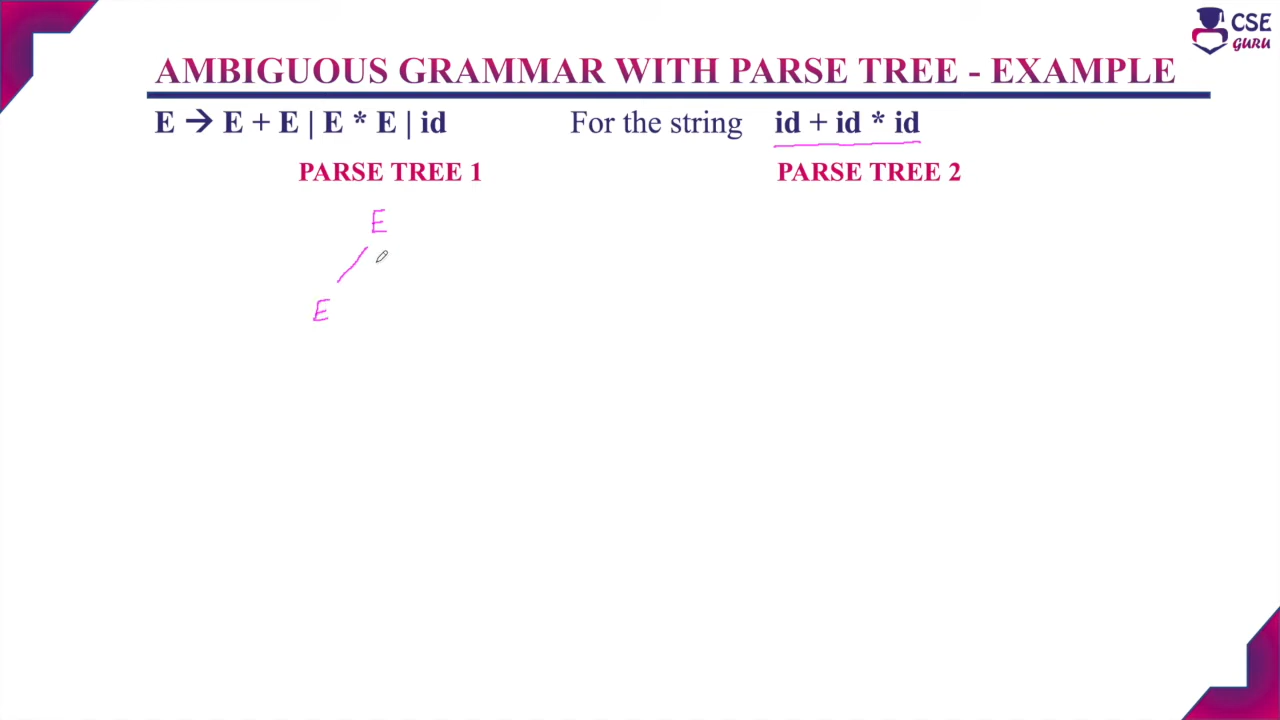 CSE
GURU
AMBIGUOUS GRAMMAR WITH PARSE TREE - EXAMPLE
E → E + E | E * E | id For the string id + id * id
PARSE TREE 1 PARSE TREE 2
E
E